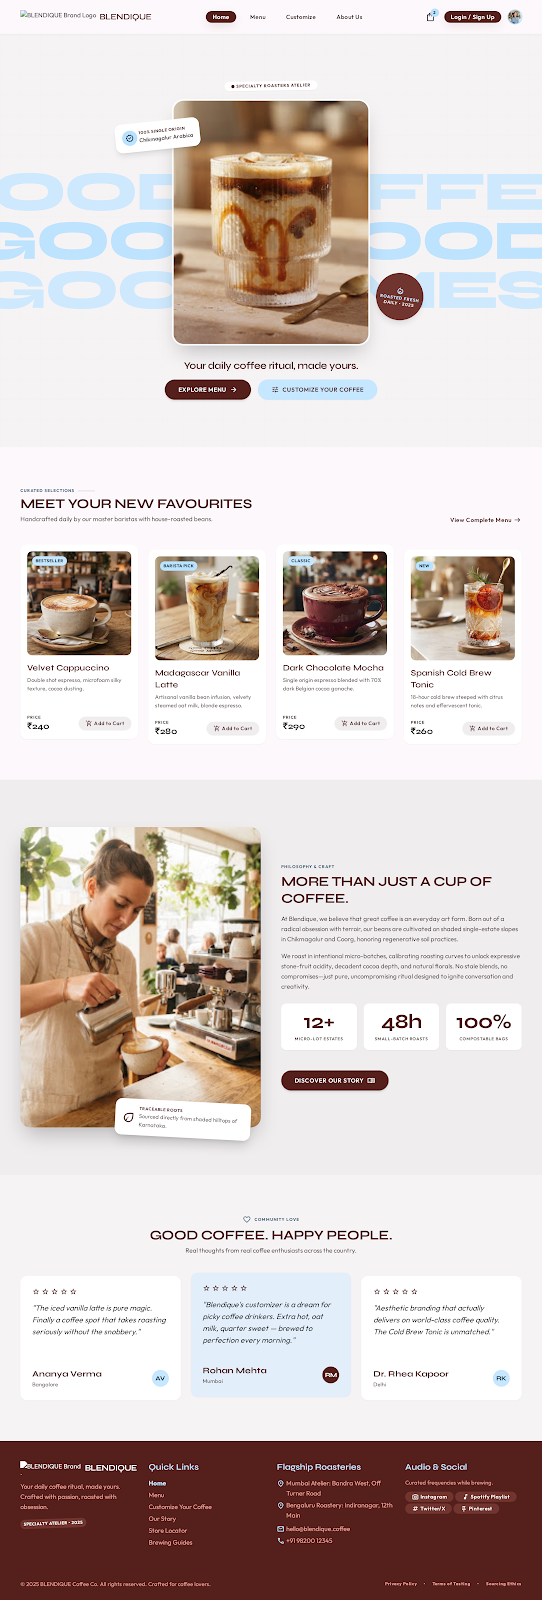 BLENDIQUE Brand Logo BLENDIQUE
Home Menu Customize About Us
2
Login / Sign Up
SPECIALTY ROASTERS ATELIER
100% SINGLE ORIGIN
Chikmagalur Arabica
ROASTED FRESH
DAILY • 2025
Your daily coffee ritual, made yours.
EXPLORE MENU →
CUSTOMIZE YOUR COFFEE
CURATED SELECTIONS
MEET YOUR NEW FAVOURITES
Handcrafted daily by our master baristas with house-roasted beans.
View Complete Menu →
BESTSELLER
Velvet Cappuccino
Double shot espresso, microfoam silky
texture, cocoa dusting.
PRICE
₹240
Add to Cart
BARISTA PICK
Madagascar Vanilla
Latte
Artisanal vanilla bean infusion, velvety
steamed oat milk, blonde espresso.
PRICE
₹280
Add to Cart
CLASSIC
Dark Chocolate Mocha
Single origin espresso blended with 70%
dark Belgian cocoa ganache.
PRICE
₹290
Add to Cart
NEW
Spanish Cold Brew
Tonic
18-hour cold brew steeped with citrus
notes and effervescent tonic.
PRICE
₹260
Add to Cart
TRACEABLE ROOTS
Sourced directly from shaded hilltops of
Karnataka.
PHILOSOPHY & CRAFT
MORE THAN JUST A CUP OF
COFFEE.
At Blendique, we believe that great coffee is an everyday art form. Born out of a
radical obsession with terroir, our beans are cultivated on shaded single-estate slopes
in Chikmagalur and Coorg, honoring regenerative soil practices.
We roast in intentional micro-batches, calibrating roasting curves to unlock expressive
stone-fruit acidity, decadent cocoa depth, and natural florals. No stale blends, no
compromises—just pure, uncompromising ritual designed to ignite conversation and
creativity.
12+
MICRO-LOT ESTATES
48h
SMALL-BATCH ROASTS
100%
COMPOSTABLE BAGS
DISCOVER OUR STORY
COMMUNITY LOVE
GOOD COFFEE. HAPPY PEOPLE.
Real thoughts from real coffee enthusiasts across the country.
"The iced vanilla latte is pure magic.
Finally a coffee spot that takes roasting
seriously without the snobbery."
Ananya Verma
Bangalore
AV
"Blendique's customizer is a dream for
picky coffee drinkers. Extra hot, oat
milk, quarter sweet — brewed to
perfection every morning."
Rohan Mehta
Mumbai
RM
"Aesthetic branding that actually
delivers on world-class coffee quality.
The Cold Brew Tonic is unmatched."
Dr. Rhea Kapoor
Delhi
RK
BLENDIQUE Brand BLENDIQUE
Your daily coffee ritual, made yours.
Crafted with passion, roasted with
obsession.
SPECIALTY ATELIER • 2025
Quick Links
Home
Menu
Customize Your Coffee
Our Story
Store Locator
Brewing Guides
Flagship Roasteries
Mumbai Atelier: Bandra West, Off
Turner Road
Bengaluru Roastery: Indiranagar, 12th
Main
hello@blendique.coffee
+91 98200 12345
Audio & Social
Curated frequencies while brewing.
Instagram
Spotify Playlist
Twitter/X
Pinterest
© 2025 BLENDIQUE Coffee Co. All rights reserved. Crafted for coffee lovers.
Privacy Policy • Terms of Tasting • Sourcing Ethics